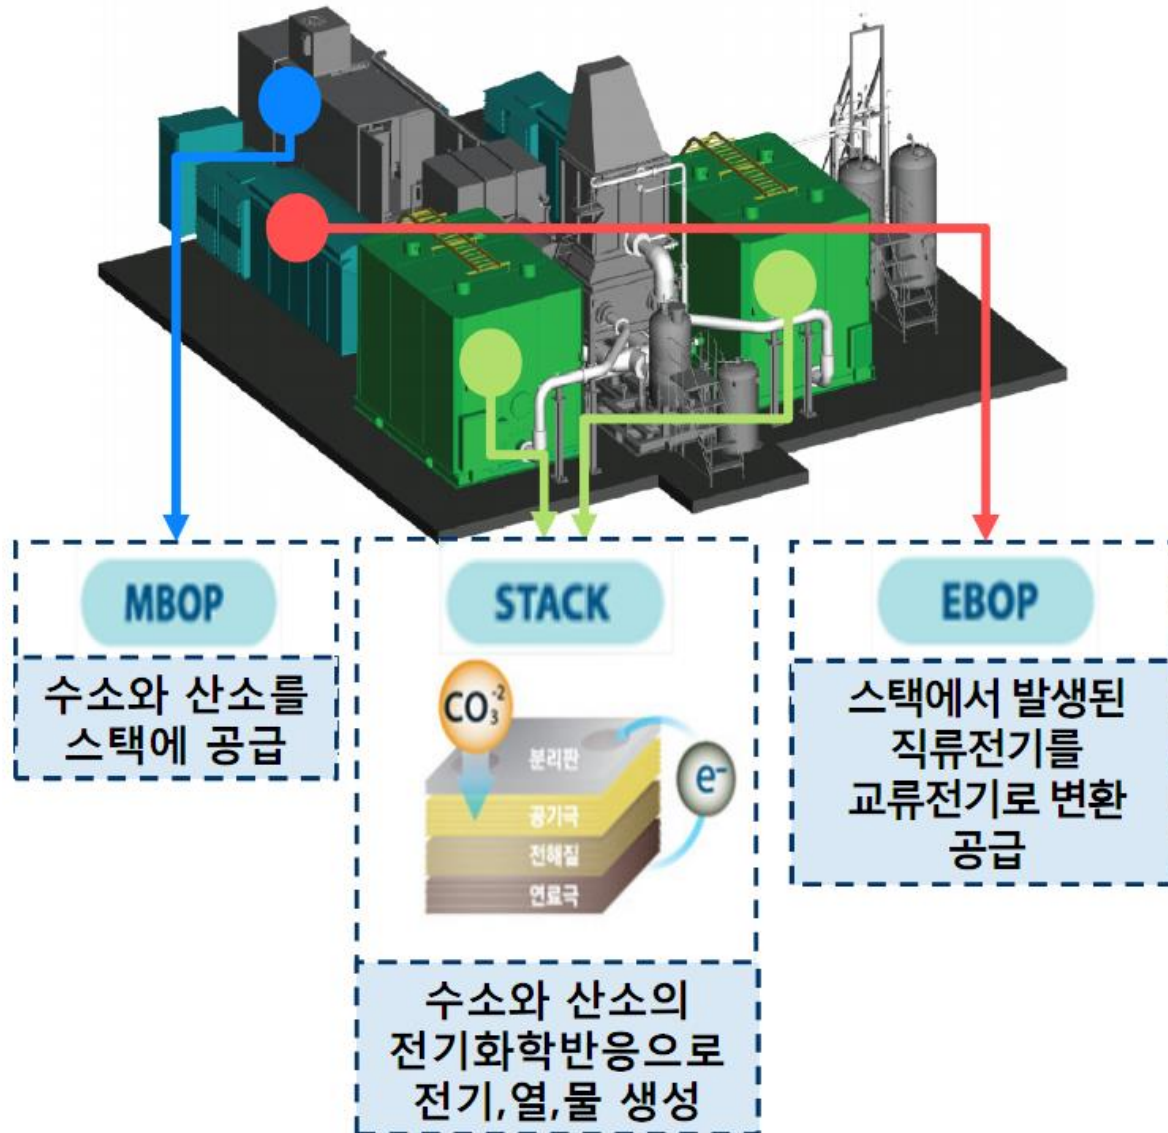 MBOP
수소와 산소를
스택에 공급
STACK
CO₃⁻²
분리판
공기극
전해질
연료극
e⁻
수소와 산소의
전기화학반응으로
전기,열,물 생성
EBOP
스택에서 발생된
직류전기를
교류전기로 변환
공급